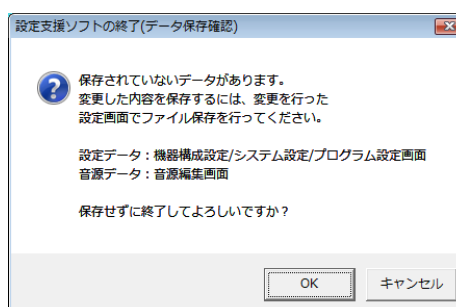 設定支援ソフトの終了(データ保存確認)
保存されていないデータがあります。
変更した内容を保存するには、変更を行った
設定画面でファイル保存を行ってください。
設定データ：機器構成設定/システム設定/プログラム設定画面
音源データ：音源編集画面
保存せずに終了してよろしいですか？
OK
キャンセル